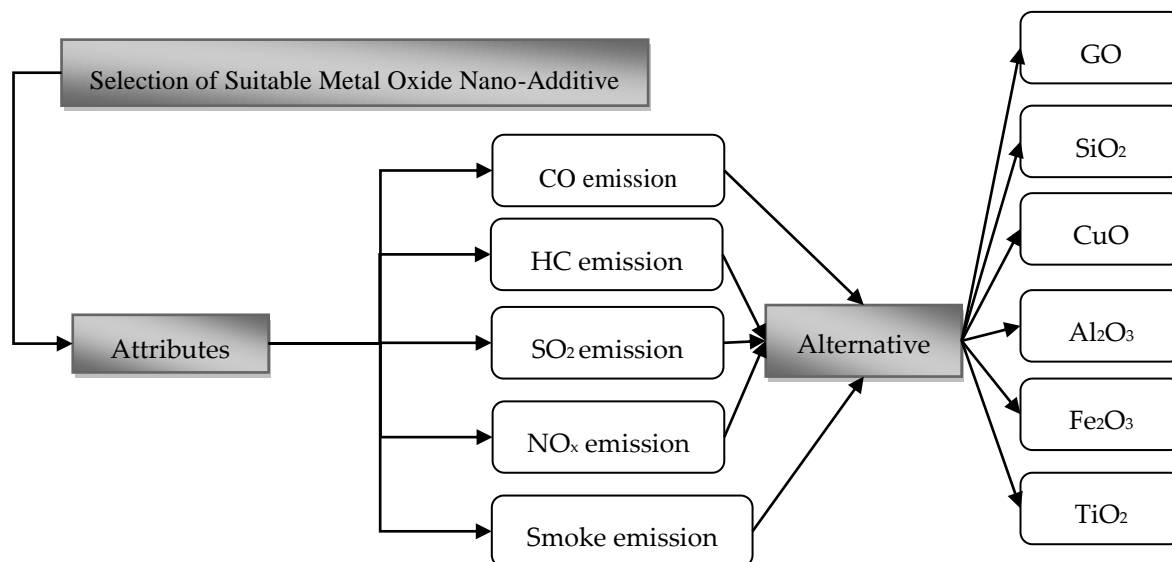 Selection of Suitable Metal Oxide Nano-Additive
Attributes
CO emission
HC emission
SO₂ emission
NOₓ emission
Smoke emission
Alternative
GO
SiO₂
CuO
Al₂O₃
Fe₂O₃
TiO₂